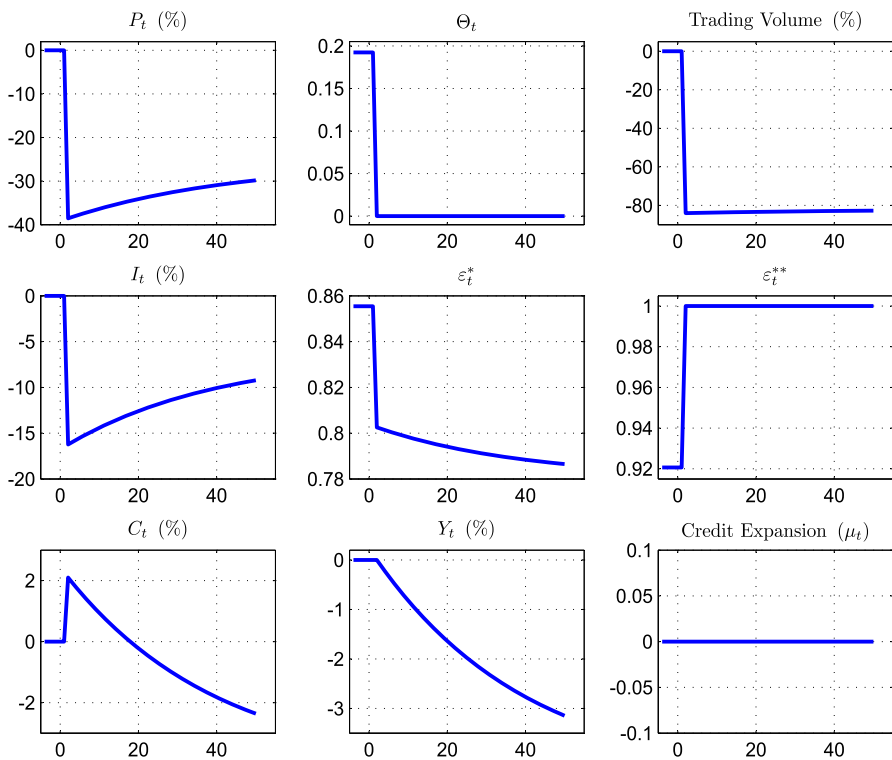 P_t (%)
0
-10
-20
-30
-40
0 20 40
Θ_t
0.2
0.15
0.1
0.05
0
0 20 40
Trading Volume (%)
0
-20
-40
-60
-80
0 20 40
I_t (%)
0
-5
-10
-15
-20
0 20 40
ε_t^*
0.86
0.84
0.82
0.8
0.78
0 20 40
ε_t^{**}
1
0.98
0.96
0.94
0.92
0 20 40
C_t (%)
2
0
-2
0 20 40
Y_t (%)
0
-1
-2
-3
0 20 40
Credit Expansion (μ_t)
0.1
0.05
0
-0.05
-0.1
0 20 40